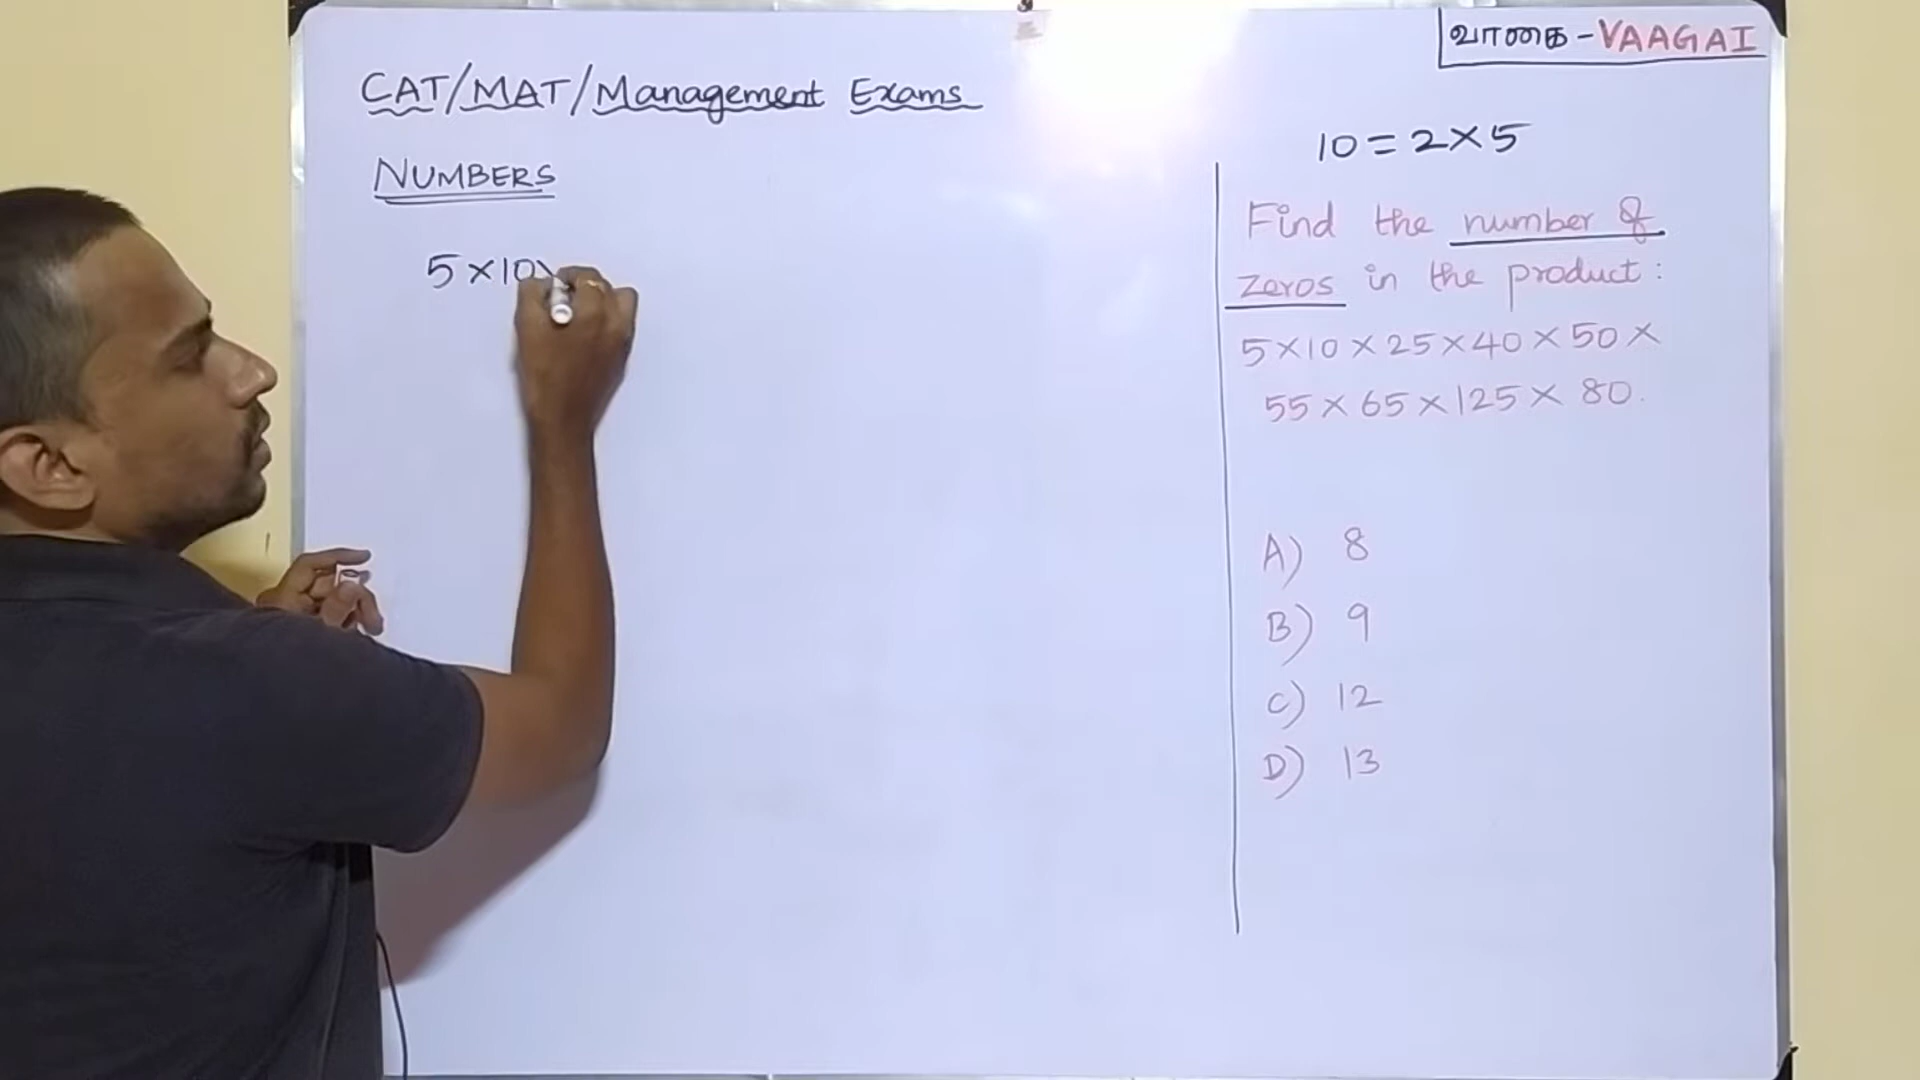 வாகை - VAAGAI
CAT/MAT/Management Exams
NUMBERS
5×10×
10=2×5
Find the number of
zeros in the product:
5×10×25×40×50×
55×65×125×80.
A) 8
B) 9
C) 12
D) 13